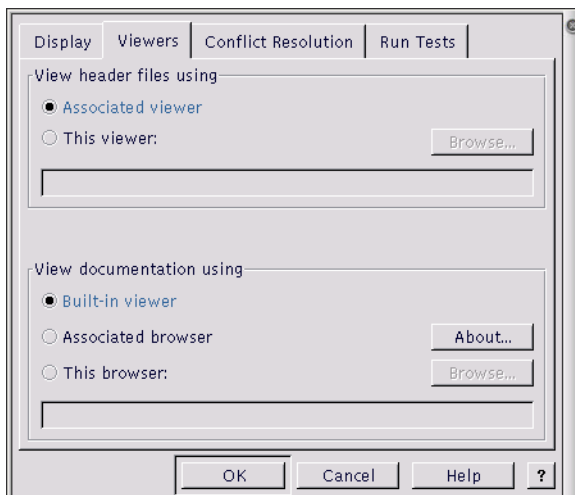 Display Viewers Conflict Resolution Run Tests
View header files using
Associated viewer
This viewer: Browse...
View documentation using
Built-in viewer
Associated browser About...
This browser: Browse...
OK Cancel Help ?